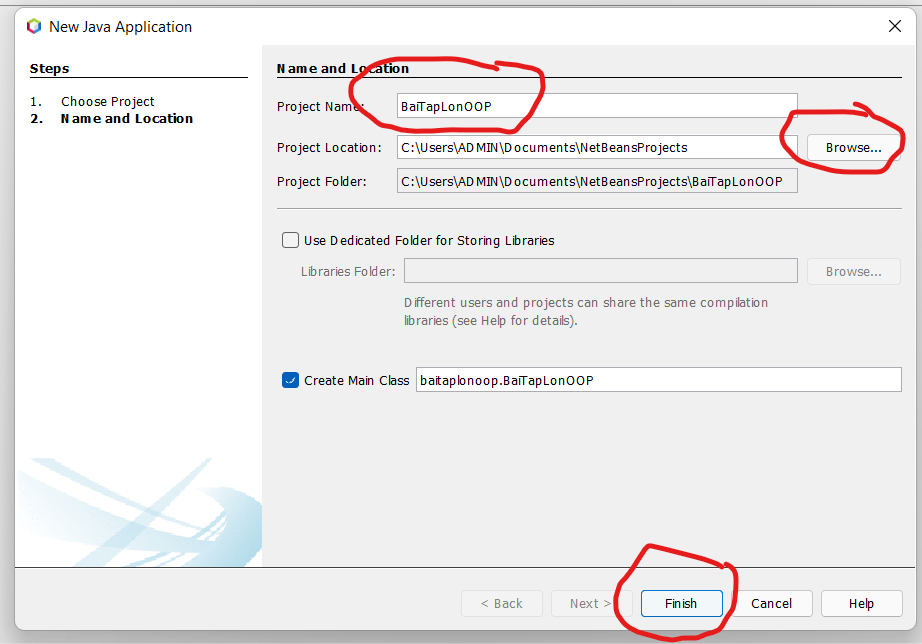 New Java Application
Steps
1. Choose Project
2. Name and Location
Name and Location
Project Name: BaiTapLonOOP
Project Location: C:\Users\ADMIN\Documents\NetBeansProjects Browse...
Project Folder: C:\Users\ADMIN\Documents\NetBeansProjects\BaiTapLonOOP
Use Dedicated Folder for Storing Libraries
Libraries Folder: Browse...
Different users and projects can share the same compilation
libraries (see Help for details).
Create Main Class baitaplonoop.BaiTapLonOOP
< Back Next > Finish Cancel Help